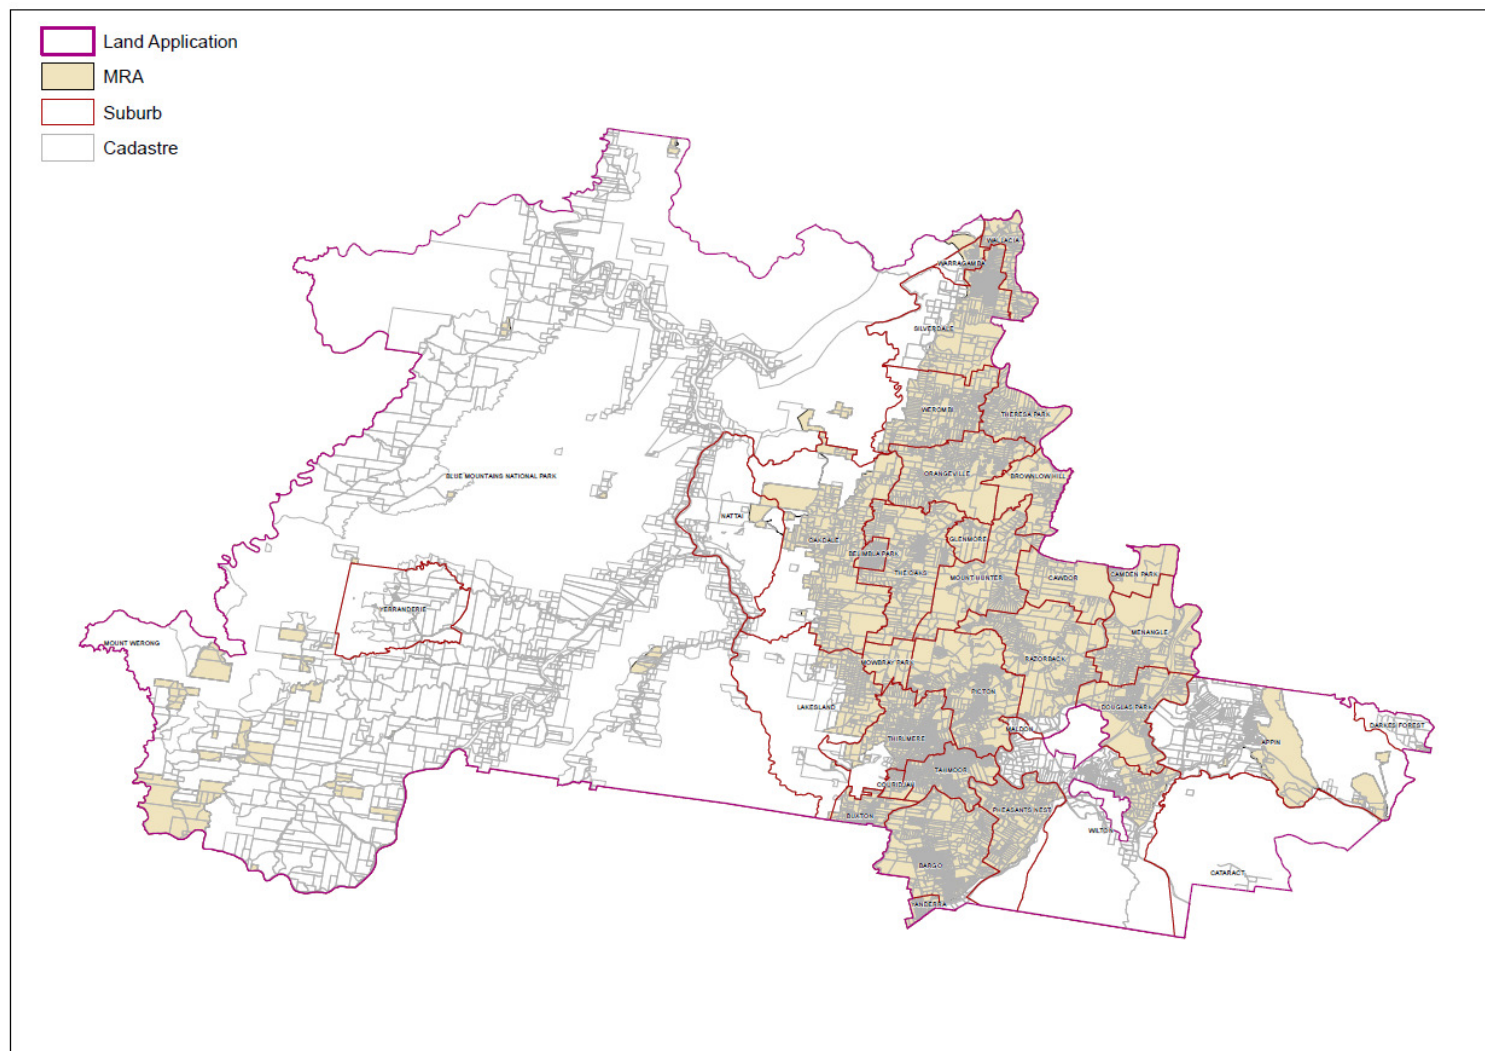 Land Application
MRA
Suburb
Cadastre
WALLACIA
WARRAGAMBA
SILVERDALE
WEROMBI
THERESA PARK
ORANGEVILLE
BROWNLOW HILL
BLUE MOUNTAINS NATIONAL PARK
NATTAI
OAKDALE
GLENMORE
BELIMBLA PARK
THE OAKS
MOUNT HUNTER
CAWDOR
CAMDEN PARK
YERRANDERIE
MOUNT WERONG
MENANGLE
MOWBRAY PARK
RAZORBACK
PICTON
LAKESLAND
DOUGLAS PARK
MALDON
DARKES FOREST
THIRLMERE
APPIN
TAHMOOR
COURIDJAH
BUXTON
PHEASANTS NEST
WILTON
BARGO
CATARACT
YANDERRA